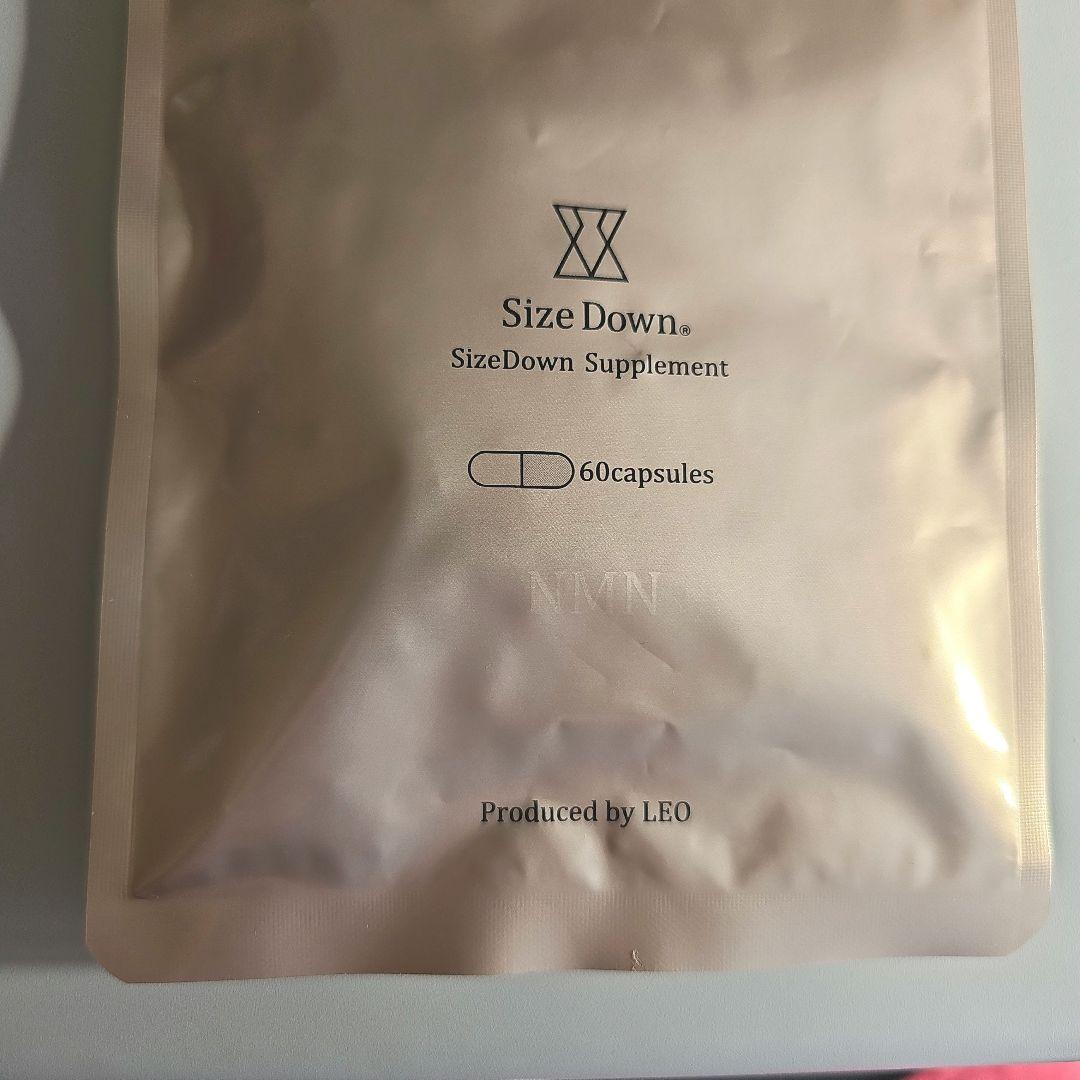 Size Down®
SizeDown Supplement
60capsules
NMN
Produced by LEO